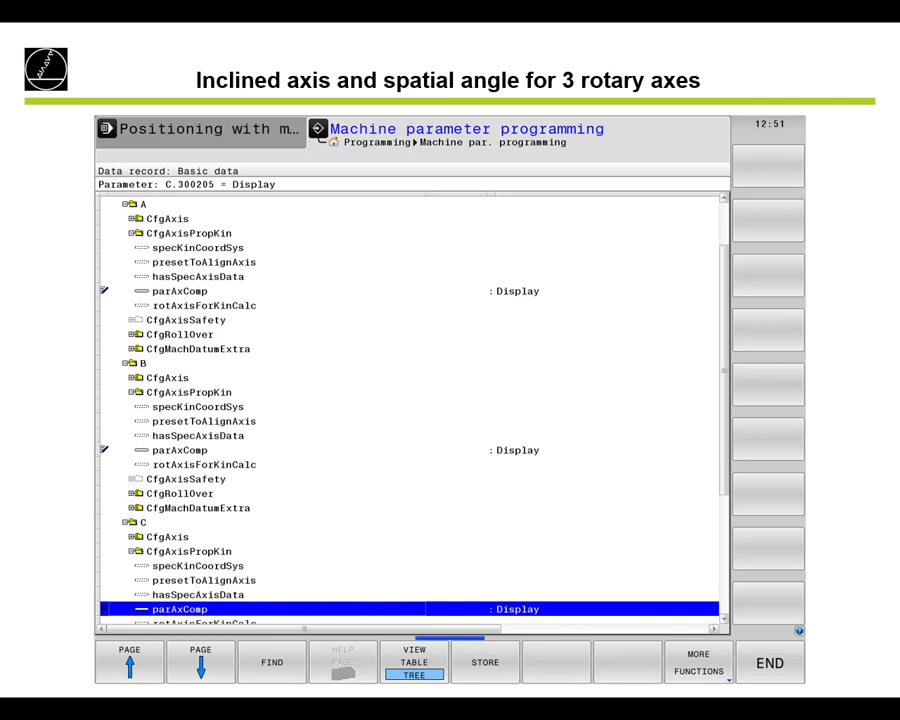 Inclined axis and spatial angle for 3 rotary axes
Positioning with m...
Machine parameter programming
Programming▶Machine par. programming
12:51
Data record: Basic data
Parameter: C.300205 = Display
A
CfgAxis
CfgAxisPropKin
specKinCoordSys
presetToAlignAxis
hasSpecAxisData
parAxComp :Display
rotAxisForKinCalc
CfgAxisSafety
CfgRollOver
CfgMachDatumExtra
B
CfgAxis
CfgAxisPropKin
specKinCoordSys
presetToAlignAxis
hasSpecAxisData
parAxComp :Display
rotAxisForKinCalc
CfgAxisSafety
CfgRollOver
CfgMachDatumExtra
C
CfgAxis
CfgAxisPropKin
specKinCoordSys
presetToAlignAxis
hasSpecAxisData
parAxComp :Display
rotAxisForKinCalc
PAGE
PAGE
FIND
HELP
PAGE
VIEW
TABLE
TREE
STORE
MORE
FUNCTIONS
END